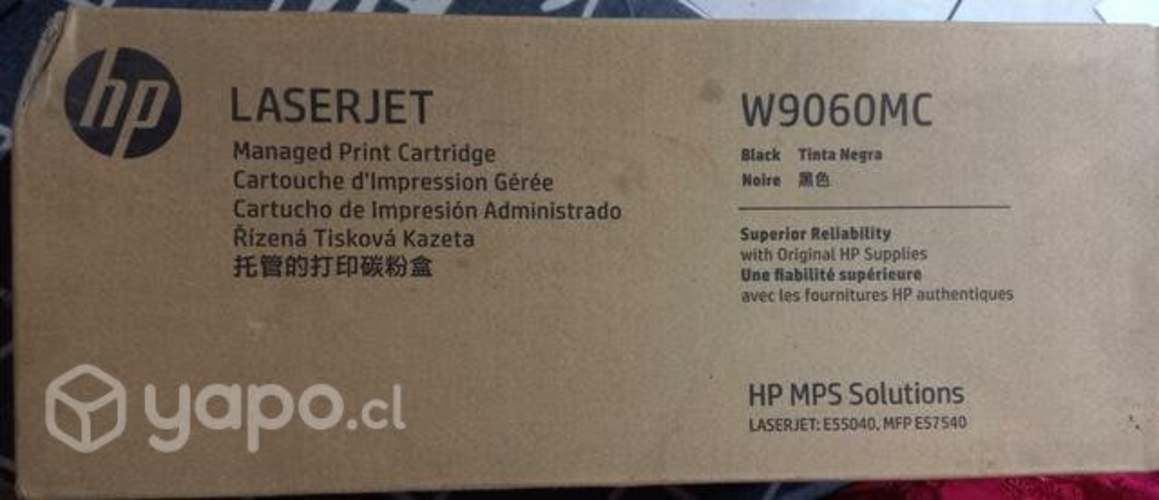 hp
LASERJET
Managed Print Cartridge
Cartouche d'Impression Gérée
Cartucho de Impresión Administrado
Řízená Tisková Kazeta
托管的打印碳粉盒
W9060MC
Black Tinta Negra
Noire 黑色
Superior Reliability
with Original HP Supplies
Une fiabilité supérieure
avec les fournitures HP authentiques
HP MPS Solutions
LASERJET: E55040, MFP E57540
yapo.cl